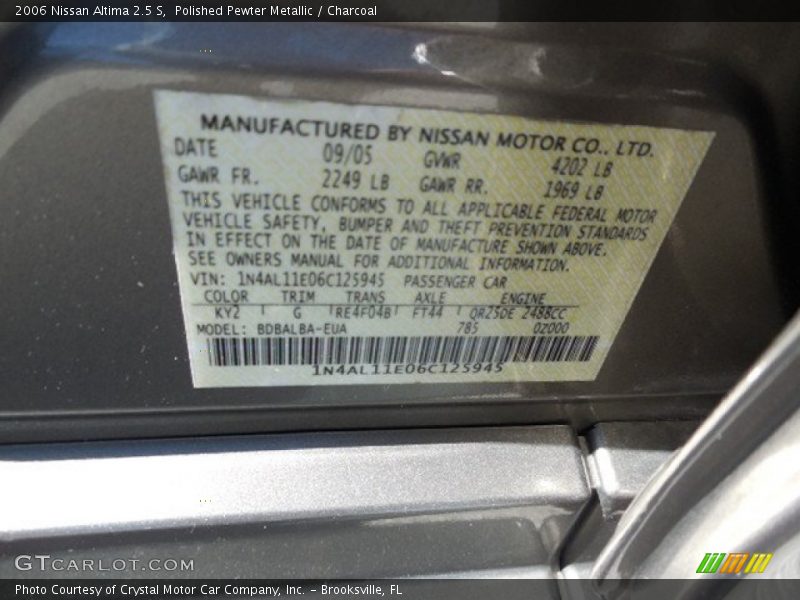 2006 Nissan Altima 2.5 S, Polished Pewter Metallic / Charcoal
MANUFACTURED BY NISSAN MOTOR CO., LTD.
DATE 09/05 GVWR 4202 LB
GAWR FR. 2249 LB GAWR RR. 1969 LB
THIS VEHICLE CONFORMS TO ALL APPLICABLE FEDERAL MOTOR
VEHICLE SAFETY, BUMPER AND THEFT PREVENTION STANDARDS
IN EFFECT ON THE DATE OF MANUFACTURE SHOWN ABOVE.
SEE OWNERS MANUAL FOR ADDITIONAL INFORMATION.
VIN: 1N4AL11E06C125945 PASSENGER CAR
COLOR TRIM TRANS AXLE ENGINE
KY2 G RE4F04B FT44 QR25DE 2488CC
MODEL: BDBALBA-EUA 785 0Z000
1N4AL11E06C125945
GTCARLOT.COM
Photo Courtesy of Crystal Motor Car Company, Inc. – Brooksville, FL